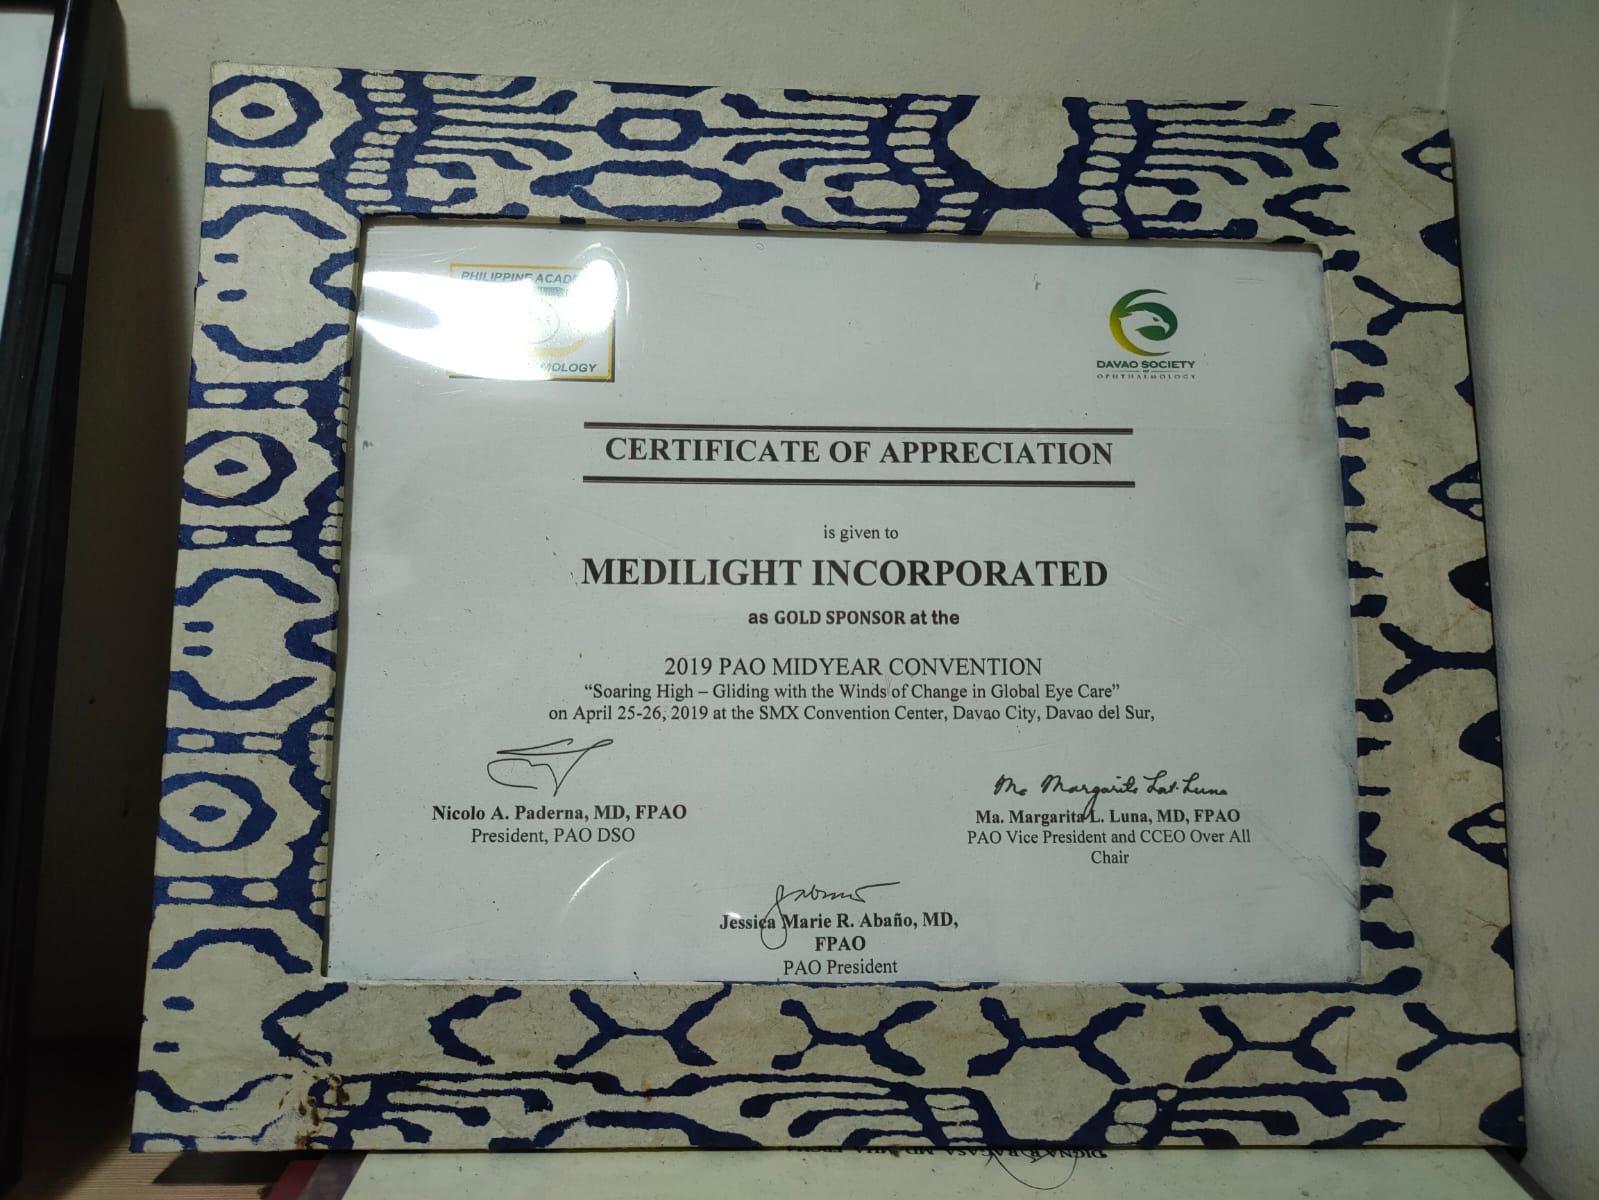 PHILIPPINE
DAVAO SOCIETY
OF
OPHTHALMOLOGY
CERTIFICATE OF APPRECIATION
is given to
MEDILIGHT INCORPORATED
as GOLD SPONSOR at the
2019 PAO MIDYEAR CONVENTION
“Soaring High – Gliding with the Winds of Change in Global Eye Care”
on April 25-26, 2019 at the SMX Convention Center, Davao City, Davao del Sur,
Nicolo A. Paderna, MD, FPAO
President, PAO DSO
Ma. Margarita L. Luna, MD, FPAO
PAO Vice President and CCEO Over All
Chair
Jessica Marie R. Abaño, MD,
FPAO
PAO President